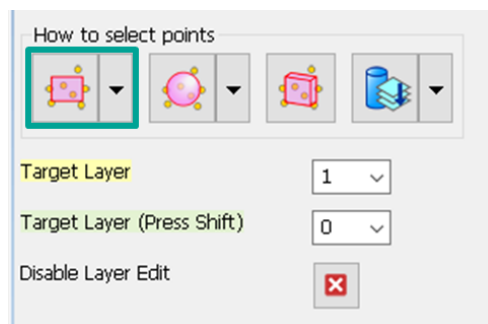 How to select points
Target Layer
1
Target Layer (Press Shift)
0
Disable Layer Edit